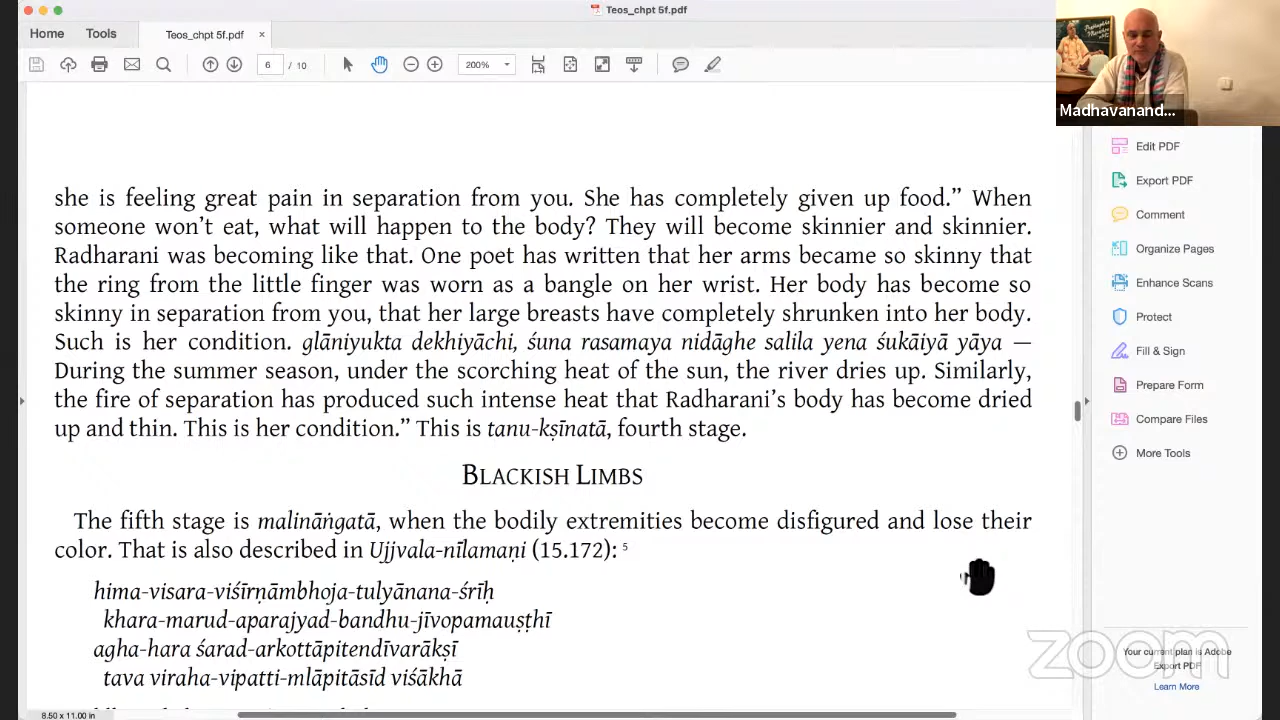 Teos_chpt 5f.pdf
Home
Tools
Teos_chpt 5f.pdf
×
6 / 10
200%
Madhavanand...
Edit PDF
Export PDF
Comment
Organize Pages
Enhance Scans
Protect
Fill & Sign
Prepare Form
Compare Files
More Tools
she is feeling great pain in separation from you. She has completely given up food.” When
someone won’t eat, what will happen to the body? They will become skinnier and skinnier.
Radharani was becoming like that. One poet has written that her arms became so skinny that
the ring from the little finger was worn as a bangle on her wrist. Her body has become so
skinny in separation from you, that her large breasts have completely shrunken into her body.
Such is her condition. glāniyukta dekhiyāchi, śuna rasamaya nidāghe salila yena śukāiyā yāya —
During the summer season, under the scorching heat of the sun, the river dries up. Similarly,
the fire of separation has produced such intense heat that Radharani’s body has become dried
up and thin. This is her condition.” This is tanu-kṣīnatā, fourth stage.
BLACKISH LIMBS
The fifth stage is malināṅgatā, when the bodily extremities become disfigured and lose their
color. That is also described in Ujjvala-nīlamaṇi (15.172): 5
hima-visara-viśīrṇāmbhoja-tulyānana-śrīḥ
khara-marud-aparajyad-bandhu-jīvopamauṣṭhī
agha-hara śarad-arkottāpitendīvarākṣī
tava viraha-vipatti-mlāpitāsīd viśākhā
zoom
Your current plan is Adobe
Export PDF
Learn More
8.50 x 11.00 in